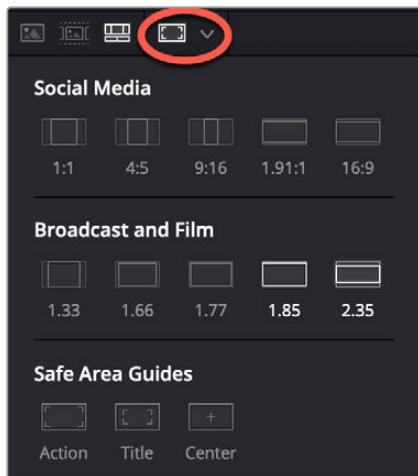 Social Media
1:1 4:5 9:16 1.91:1 16:9
Broadcast and Film
1.33 1.66 1.77 1.85 2.35
Safe Area Guides
Action Title Center